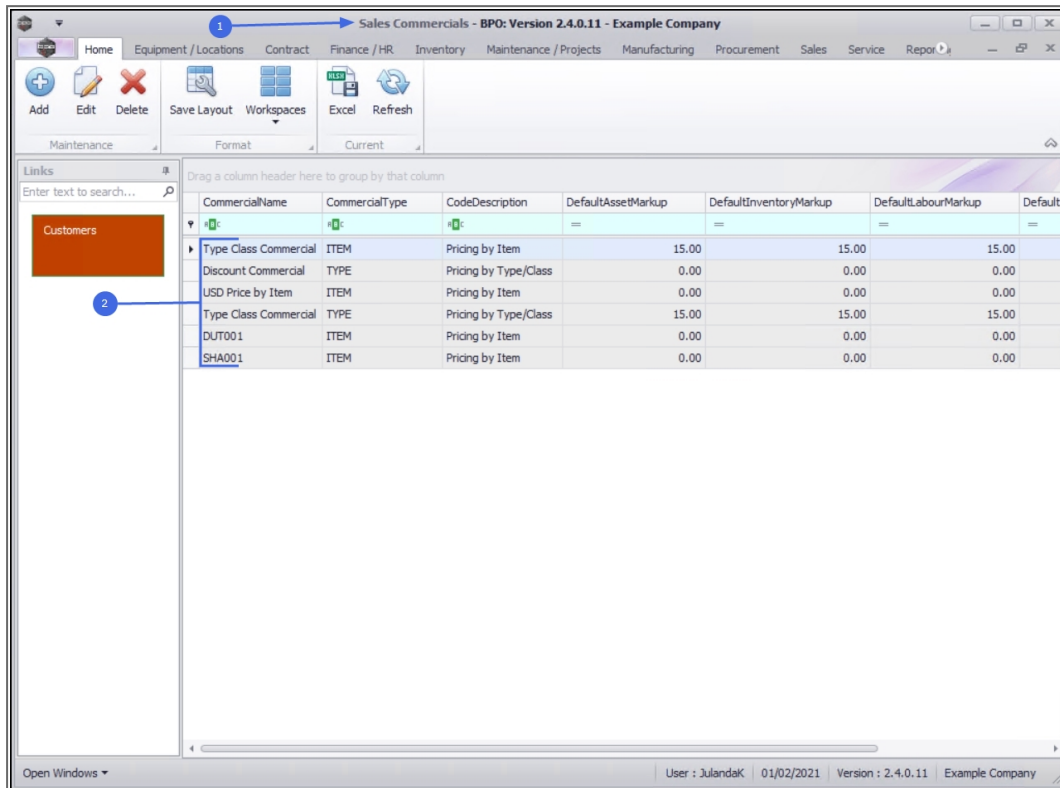 1
Sales Commercials - BPO: Version 2.4.0.11 - Example Company
Home Equipment / Locations Contract Finance / HR Inventory Maintenance / Projects Manufacturing Procurement Sales Service Repor
Add Edit Delete Save Layout Workspaces XLSX Excel Refresh
Maintenance Format Current
Links
Enter text to search...
Customers
Drag a column header here to group by that column
CommercialName CommercialType CodeDescription DefaultAssetMarkup DefaultInventoryMarkup DefaultLabourMarkup Default
ABC ABC ABC = = = =
Type Class Commercial ITEM Pricing by Item 15.00 15.00 15.00
Discount Commercial TYPE Pricing by Type/Class 0.00 0.00 0.00
2
USD Price by Item ITEM Pricing by Item 0.00 0.00 0.00
Type Class Commercial TYPE Pricing by Type/Class 15.00 15.00 15.00
DUT001 ITEM Pricing by Item 0.00 0.00 0.00
SHA001 ITEM Pricing by Item 0.00 0.00 0.00
Open Windows User : JulandaK 01/02/2021 Version : 2.4.0.11 Example Company